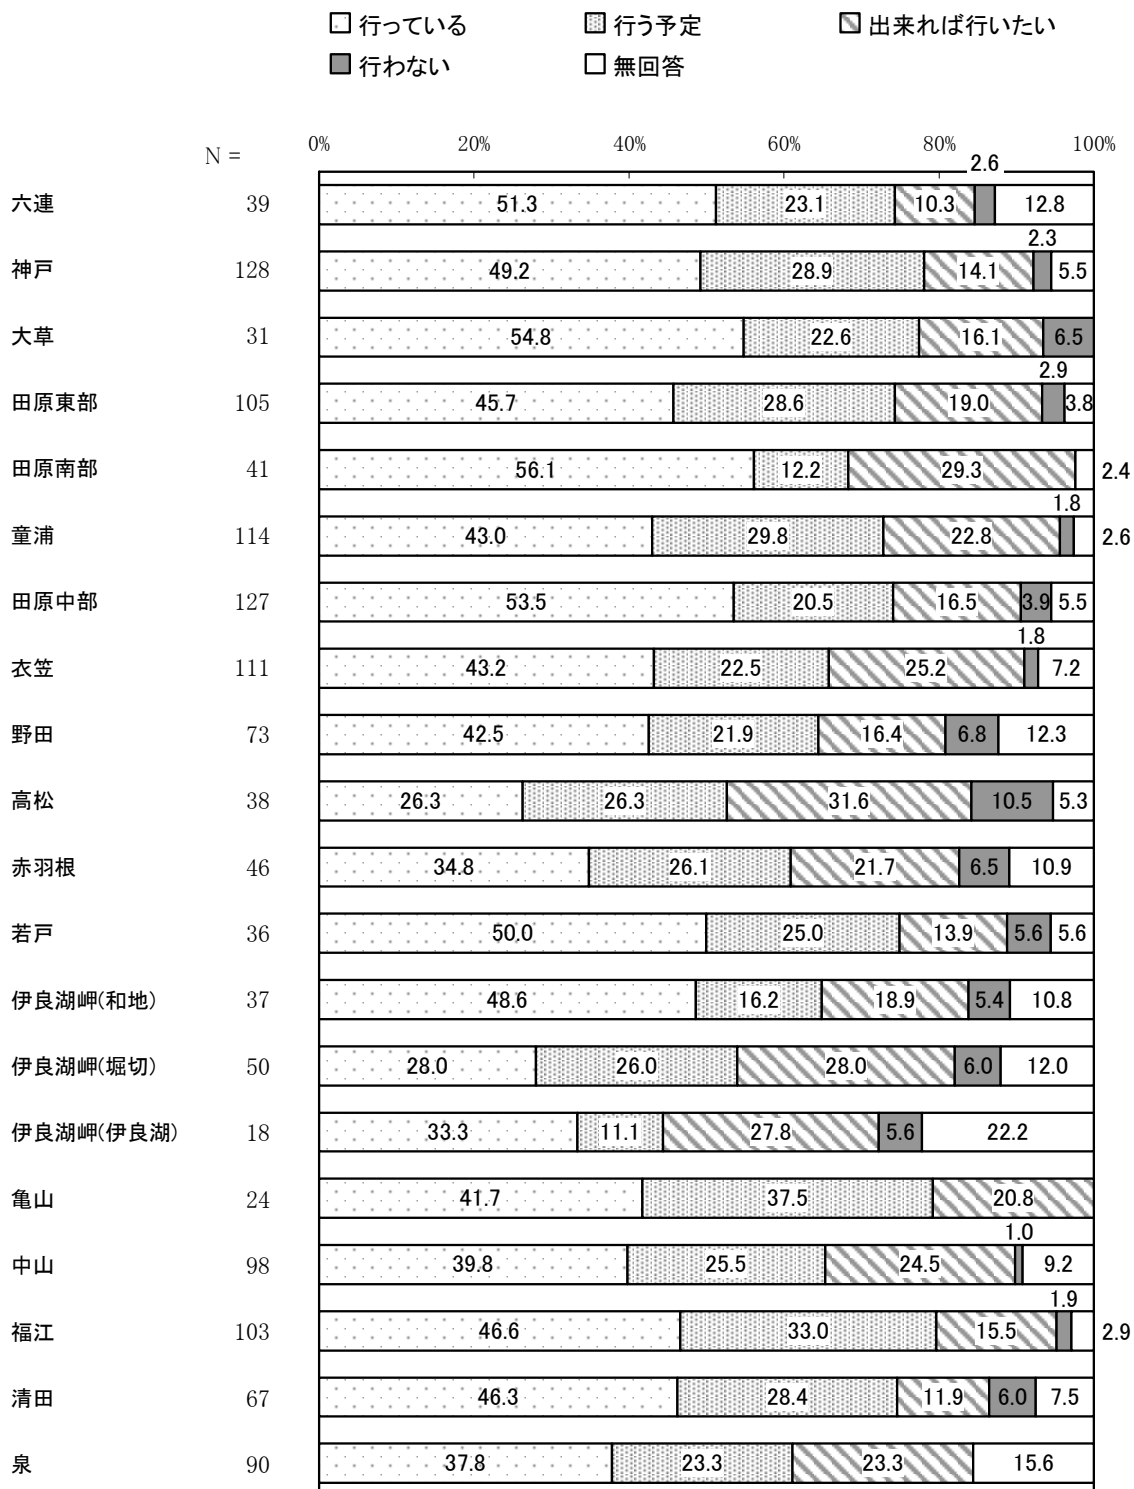 行っている 行う予定 出来れば行いたい
行わない 無回答
N = 0% 20% 40% 60% 80% 100%
2.6
六連 39 51.3 23.1 10.3 12.8
2.3
神戸 128 49.2 28.9 14.1 5.5
大草 31 54.8 22.6 16.1 6.5
2.9
田原東部 105 45.7 28.6 19.0 3.8
田原南部 41 56.1 12.2 29.3 2.4
1.8
童浦 114 43.0 29.8 22.8 2.6
田原中部 127 53.5 20.5 16.5 3.9 5.5
1.8
衣笠 111 43.2 22.5 25.2 7.2
野田 73 42.5 21.9 16.4 6.8 12.3
高松 38 26.3 26.3 31.6 10.5 5.3
赤羽根 46 34.8 26.1 21.7 6.5 10.9
若戸 36 50.0 25.0 13.9 5.6 5.6
伊良湖岬(和地) 37 48.6 16.2 18.9 5.4 10.8
伊良湖岬(堀切) 50 28.0 26.0 28.0 6.0 12.0
伊良湖岬(伊良湖) 18 33.3 11.1 27.8 5.6 22.2
亀山 24 41.7 37.5 20.8
1.0
中山 98 39.8 25.5 24.5 9.2
1.9
福江 103 46.6 33.0 15.5 2.9
清田 67 46.3 28.4 11.9 6.0 7.5
泉 90 37.8 23.3 23.3 15.6